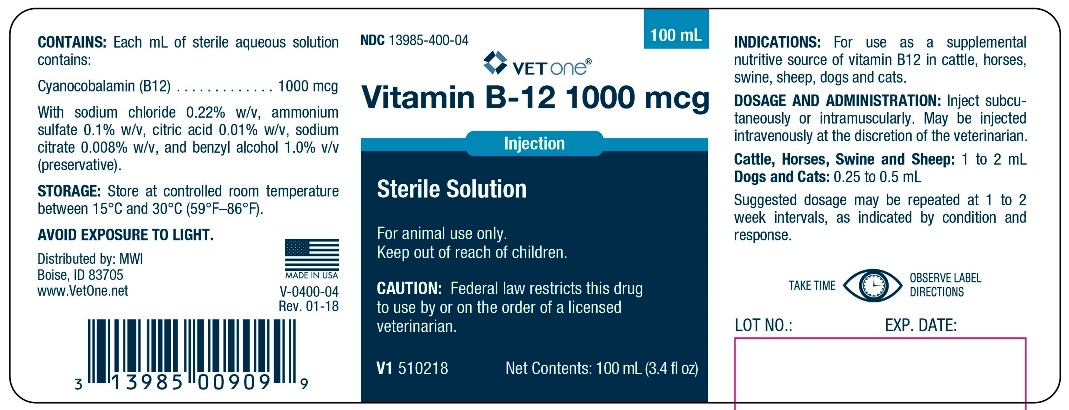 CONTAINS: Each mL of sterile aqueous solution
contains:
Cyanocobalamin (B12) . . . . . . . . . . . . . 1000 mcg
With sodium chloride 0.22% w/v, ammonium
sulfate 0.1% w/v, citric acid 0.01% w/v, sodium
citrate 0.008% w/v, and benzyl alcohol 1.0% v/v
(preservative).
STORAGE: Store at controlled room temperature
between 15°C and 30°C (59°F–86°F).
AVOID EXPOSURE TO LIGHT.
Distributed by: MWI
Boise, ID 83705
www.VetOne.net
MADE IN USA
V-0400-04
Rev. 01-18
3 13985 00909 9
NDC 13985-400-04
100 mL
VET one®
Vitamin B-12 1000 mcg
Injection
Sterile Solution
For animal use only.
Keep out of reach of children.
CAUTION: Federal law restricts this drug
to use by or on the order of a licensed
veterinarian.
V1 510218 Net Contents: 100 mL (3.4 fl oz)
INDICATIONS: For use as a supplemental
nutritive source of vitamin B12 in cattle, horses,
swine, sheep, dogs and cats.
DOSAGE AND ADMINISTRATION: Inject subcu-
taneously or intramuscularly. May be injected
intravenously at the discretion of the veterinarian.
Cattle, Horses, Swine and Sheep: 1 to 2 mL
Dogs and Cats: 0.25 to 0.5 mL
Suggested dosage may be repeated at 1 to 2
week intervals, as indicated by condition and
response.
TAKE TIME
OBSERVE LABEL
DIRECTIONS
LOT NO.: EXP. DATE: